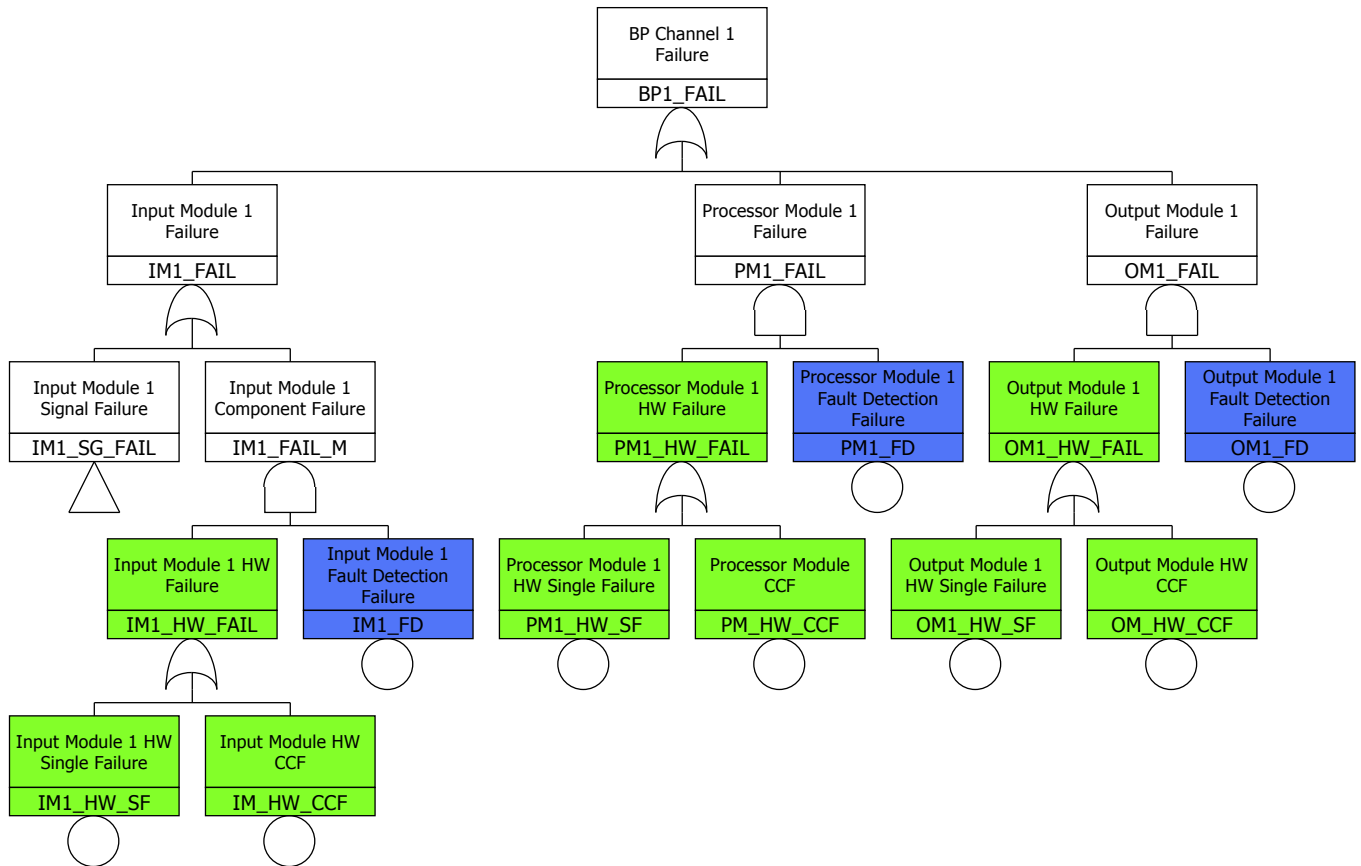 BP Channel 1
Failure
BP1_FAIL
Input Module 1
Failure
IM1_FAIL
Processor Module 1
Failure
PM1_FAIL
Output Module 1
Failure
OM1_FAIL
Input Module 1
Signal Failure
IM1_SG_FAIL
Input Module 1
Component Failure
IM1_FAIL_M
Processor Module 1
HW Failure
PM1_HW_FAIL
Processor Module 1
Fault Detection
Failure
PM1_FD
Output Module 1
HW Failure
OM1_HW_FAIL
Output Module 1
Fault Detection
Failure
OM1_FD
Input Module 1 HW
Failure
IM1_HW_FAIL
Input Module 1
Fault Detection
Failure
IM1_FD
Processor Module 1
HW Single Failure
PM1_HW_SF
Processor Module
CCF
PM_HW_CCF
Output Module 1
HW Single Failure
OM1_HW_SF
Output Module HW
CCF
OM_HW_CCF
Input Module 1 HW
Single Failure
IM1_HW_SF
Input Module HW
CCF
IM_HW_CCF